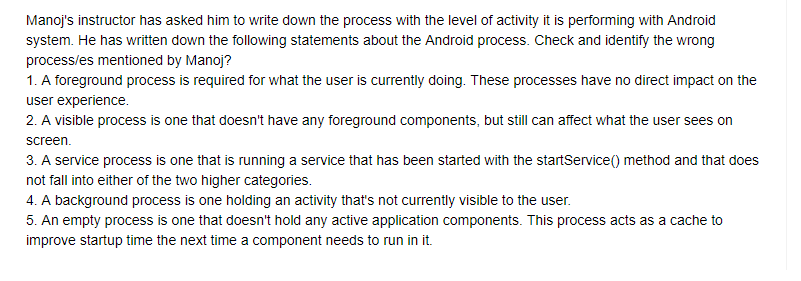 Manoj's instructor has asked him to write down the process with the level of activity it is performing with Android
system. He has written down the following statements about the Android process. Check and identify the wrong
process/es mentioned by Manoj?
1. A foreground process is required for what the user is currently doing. These processes have no direct impact on the
user experience.
2. A visible process is one that doesn't have any foreground components, but still can affect what the user sees on
screen.
3. A service process is one that is running a service that has been started with the startService() method and that does
not fall into either of the two higher categories.
4. A background process is one holding an activity that's not currently visible to the user.
5. An empty process is one that doesn't hold any active application components. This process acts as a cache to
improve startup time the next time a component needs to run in it.